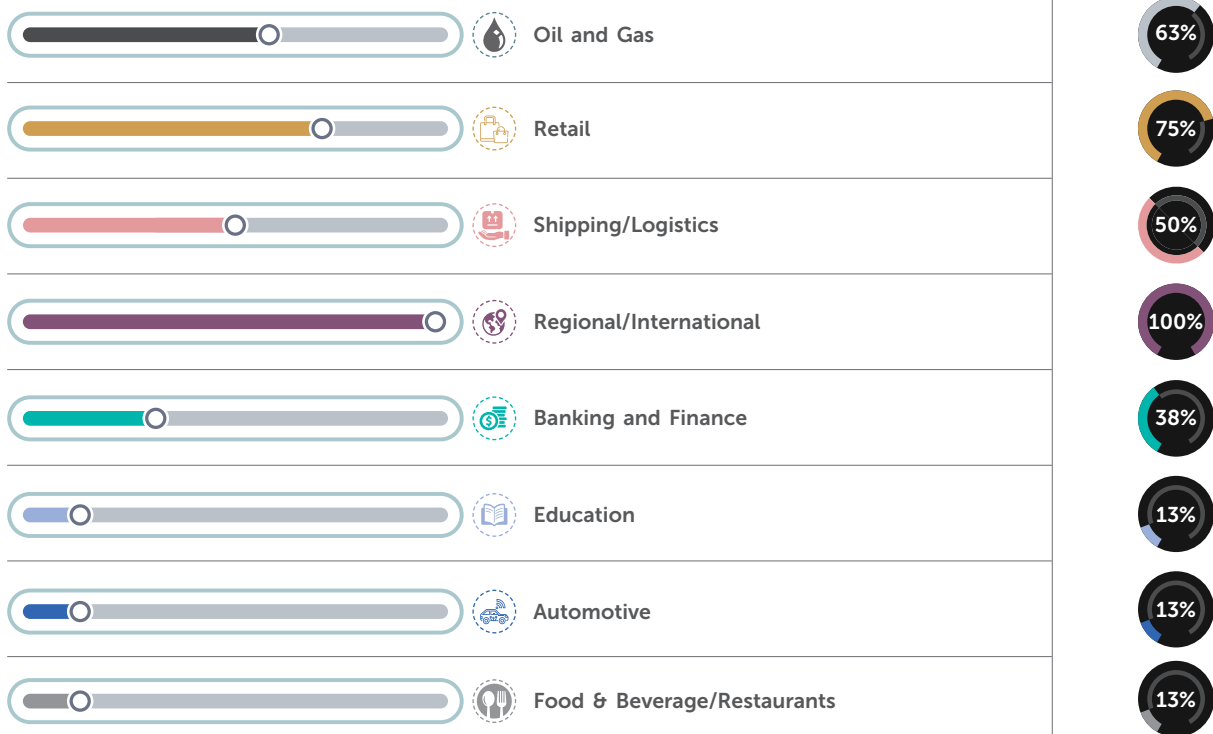 Oil and Gas 63%
Retail 75%
Shipping/Logistics 50%
Regional/International 100%
Banking and Finance 38%
Education 13%
Automotive 13%
Food & Beverage/Restaurants 13%